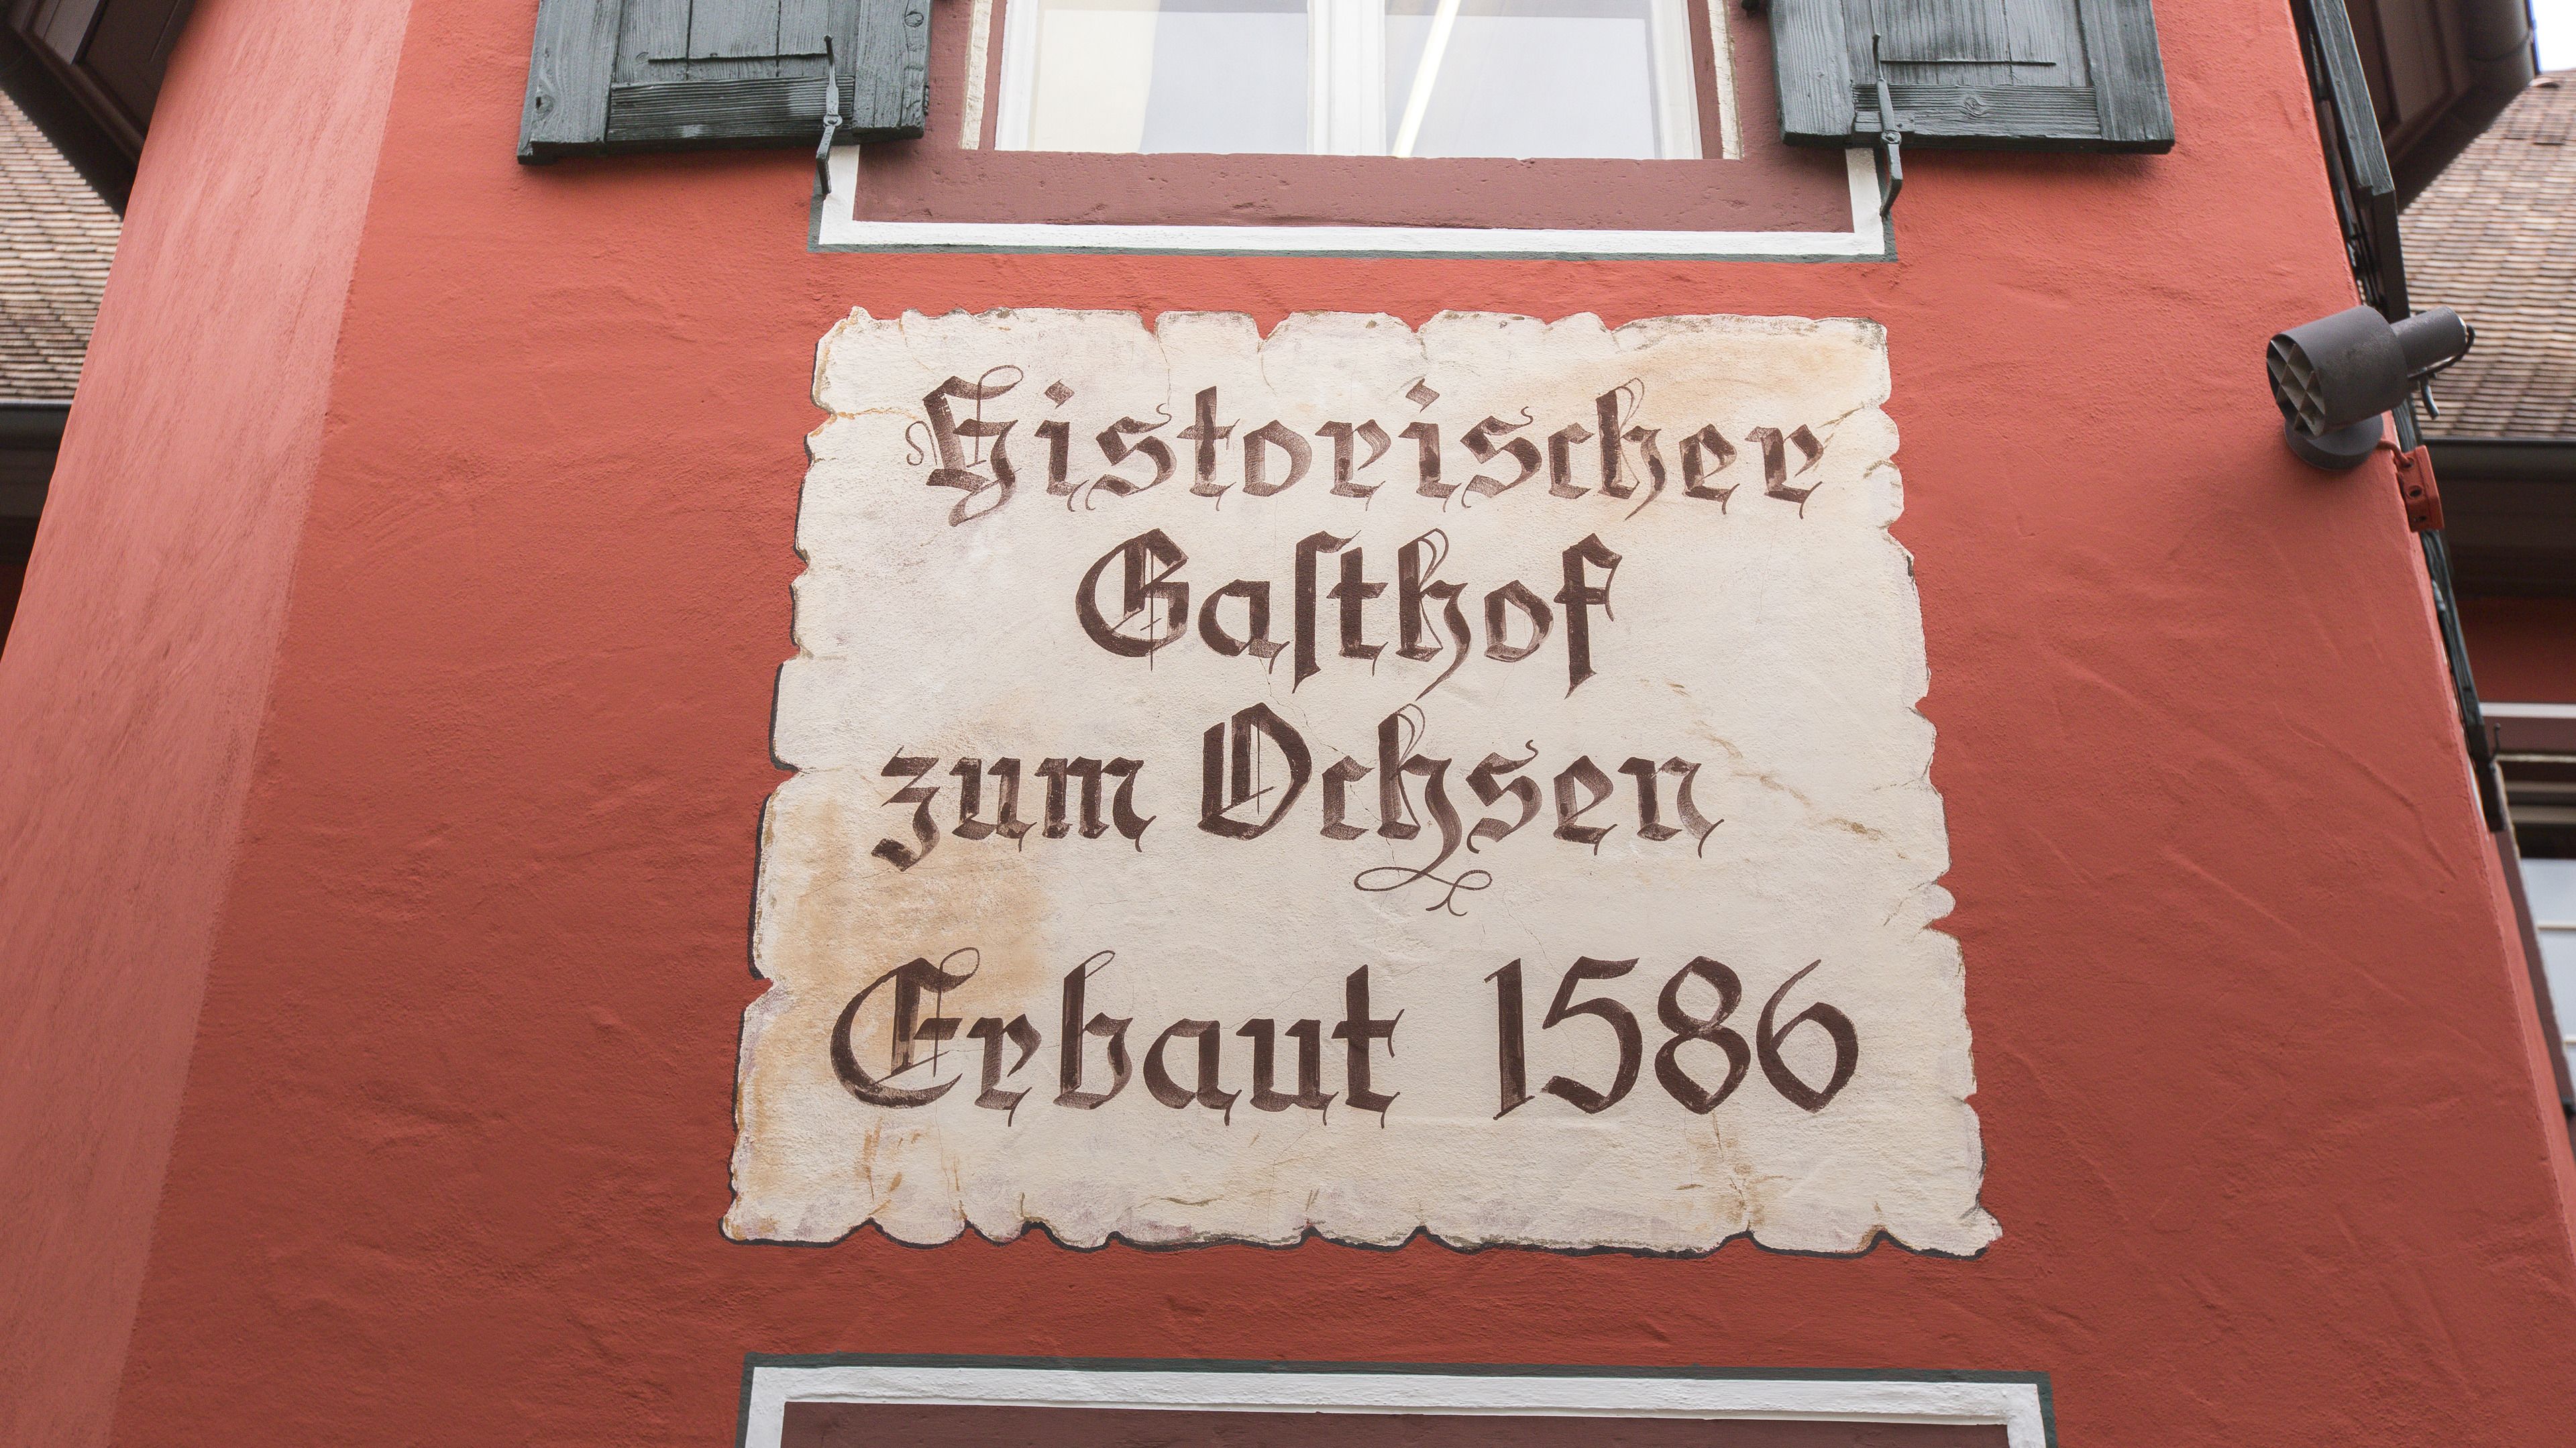 Historischer
Gaſthof
zum Ochsen
Erbaut 1586